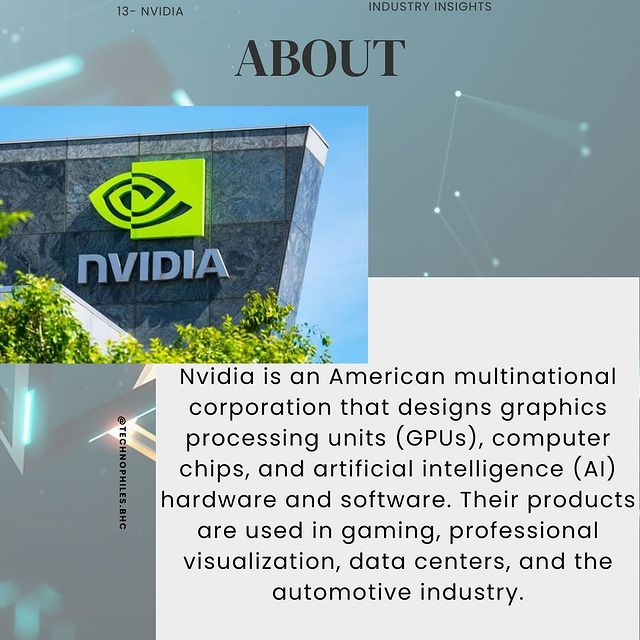 13- NVIDIA
INDUSTRY INSIGHTS
ABOUT
NVIDIA
Nvidia is an American multinational
corporation that designs graphics
processing units (GPUs), computer
chips, and artificial intelligence (AI)
hardware and software. Their products
are used in gaming, professional
visualization, data centers, and the
automotive industry.
@TECHNOPHILES.BHC